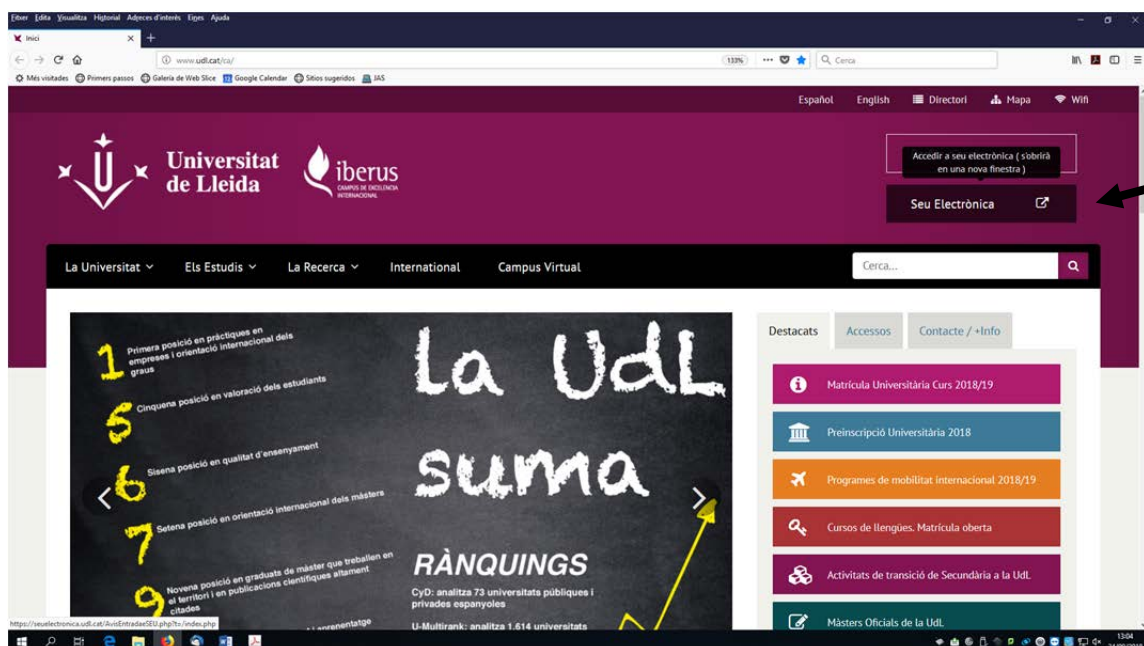 Fitxer Edita Visualitza Historial Adreces d'interès Eines Ajuda
Inici
www.udl.cat/ca/
133%
Cerca
Més visitades Primers passos Galería de Web Slice Google Calendar Sitios sugeridos JAS
Español English Directori Mapa Wifi
Universitat
de Lleida
iberus
CAMPUS DE EXCELENCIA
INTERNACIONAL
Accedir a seu electrònica ( s'obrirà
en una nova finestra )
Seu Electrònica
La Universitat Els Estudis La Recerca International Campus Virtual
Cerca...
1 Primera posició en pràctiques en
empreses i orientació internacional dels
graus
5 Cinquena posició en valoració dels estudiants
6 Sisena posició en qualitat d'ensenyament
7 Setena posició en orientació internacional dels màsters
9 Novena posició en graduats de màster que treballen en
el territori i en publicacions científiques altament
citades
la UdL
suma
RÀNQUINGS
CyD: analitza 73 universitats públiques i
privades espanyoles
U-Multirank: analitza 1.614 universitats
Destacats Accessos Contacte / +Info
Matrícula Universitària Curs 2018/19
Preinscripció Universitària 2018
Programes de mobilitat internacional 2018/19
Cursos de llengües. Matrícula oberta
Activitats de transició de Secundària a la UdL
Màsters Oficials de la UdL
https://seuelectronica.udl.cat/AvisEntradaeSEU.php?t=/index.php
13:04